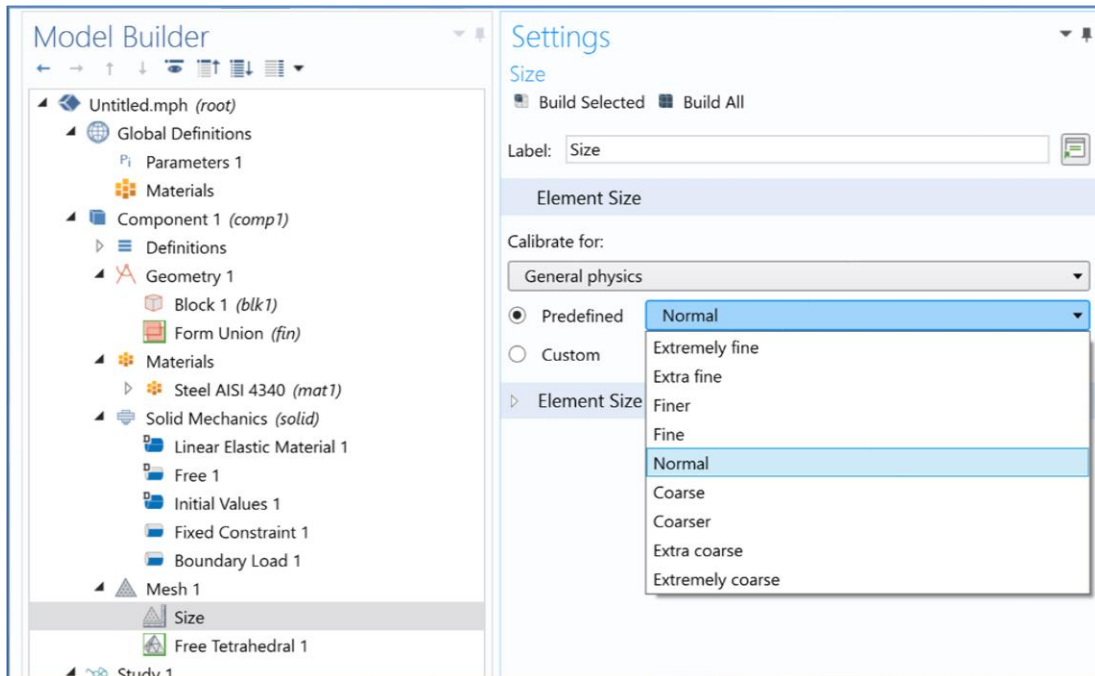 Model Builder
Untitled.mph (root)
Global Definitions
Pi Parameters 1
Materials
Component 1 (comp1)
Definitions
Geometry 1
Block 1 (blk1)
Form Union (fin)
Materials
Steel AISI 4340 (mat1)
Solid Mechanics (solid)
D Linear Elastic Material 1
D Free 1
D Initial Values 1
Fixed Constraint 1
Boundary Load 1
Mesh 1
Size
Free Tetrahedral 1
Study 1
Settings
Size
Build Selected Build All
Label: Size
Element Size
Calibrate for:
General physics
Predefined Normal
Custom
Element Size
Extremely fine
Extra fine
Finer
Fine
Normal
Coarse
Coarser
Extra coarse
Extremely coarse